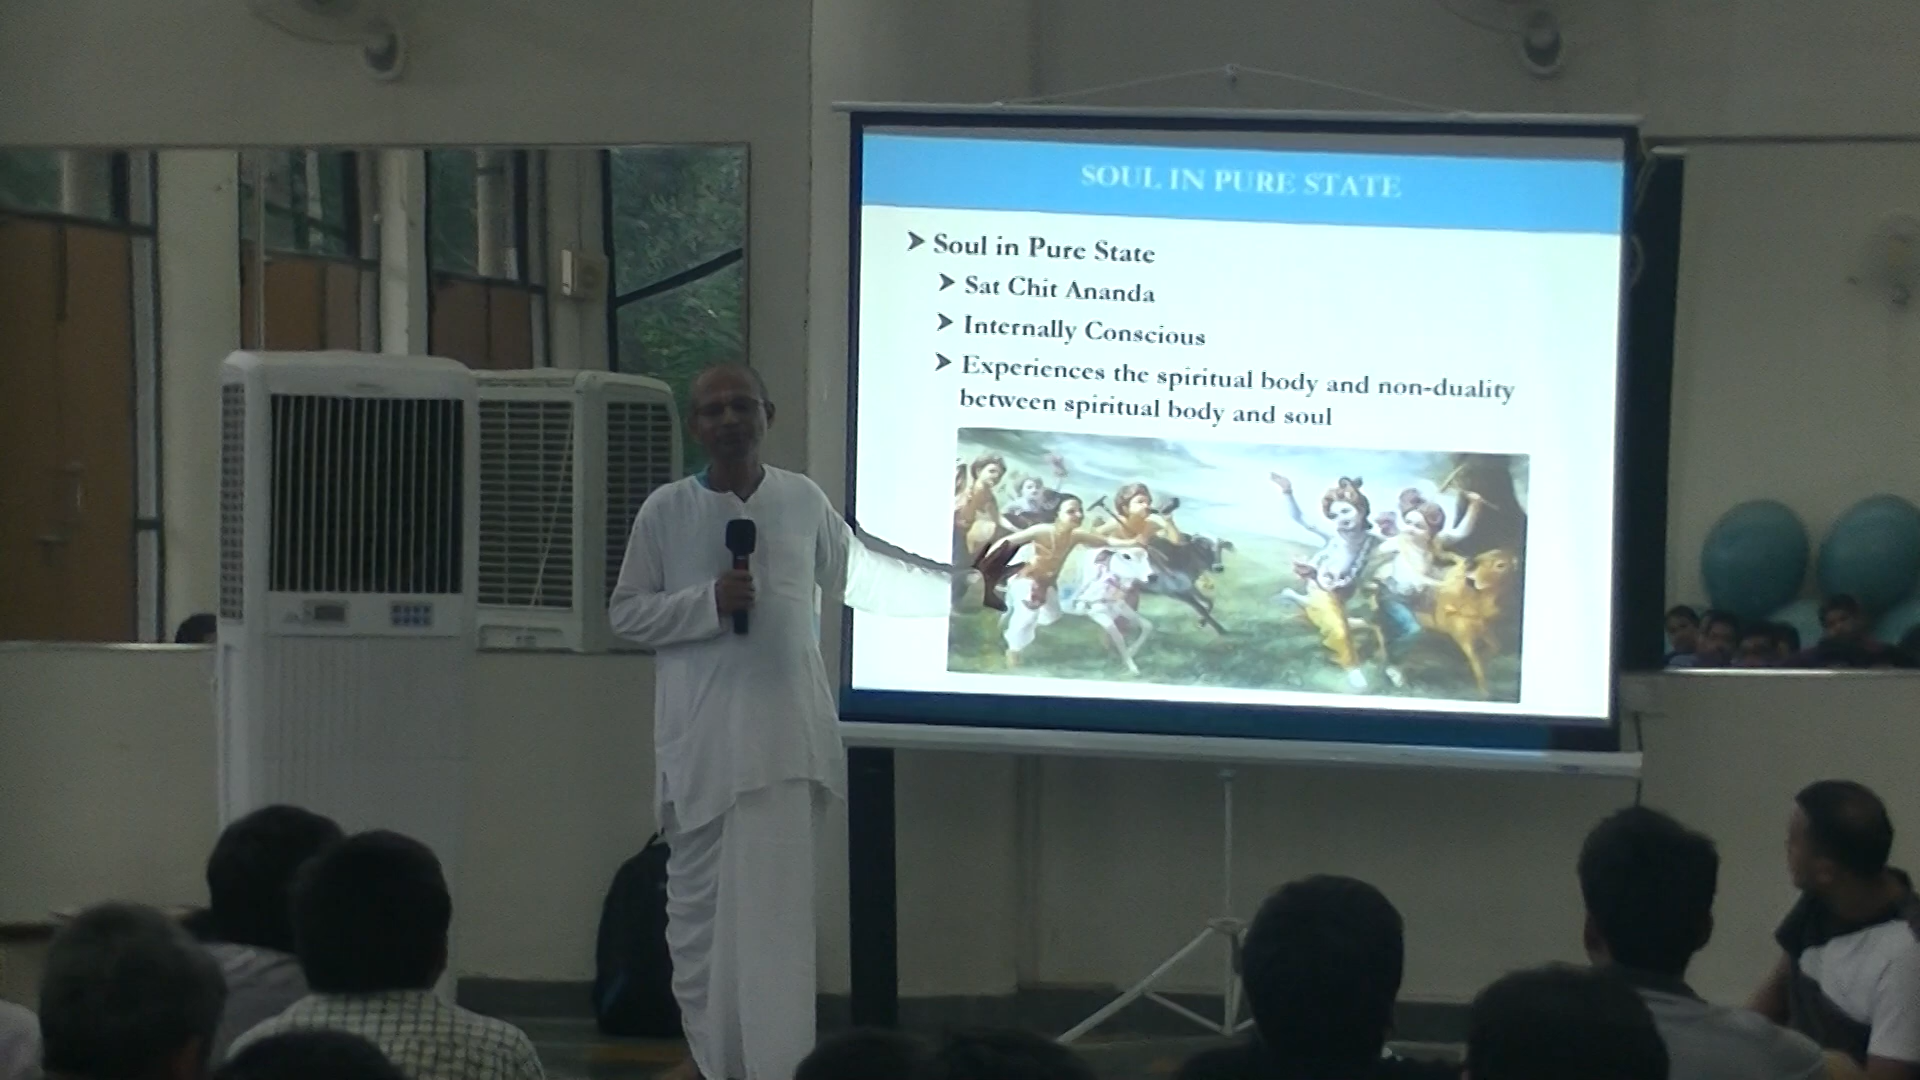 SOUL IN PURE STATE
➤ Soul in Pure State
➤ Sat Chit Ananda
➤ Internally Conscious
➤ Experiences the spiritual body and non-duality
between spiritual body and soul